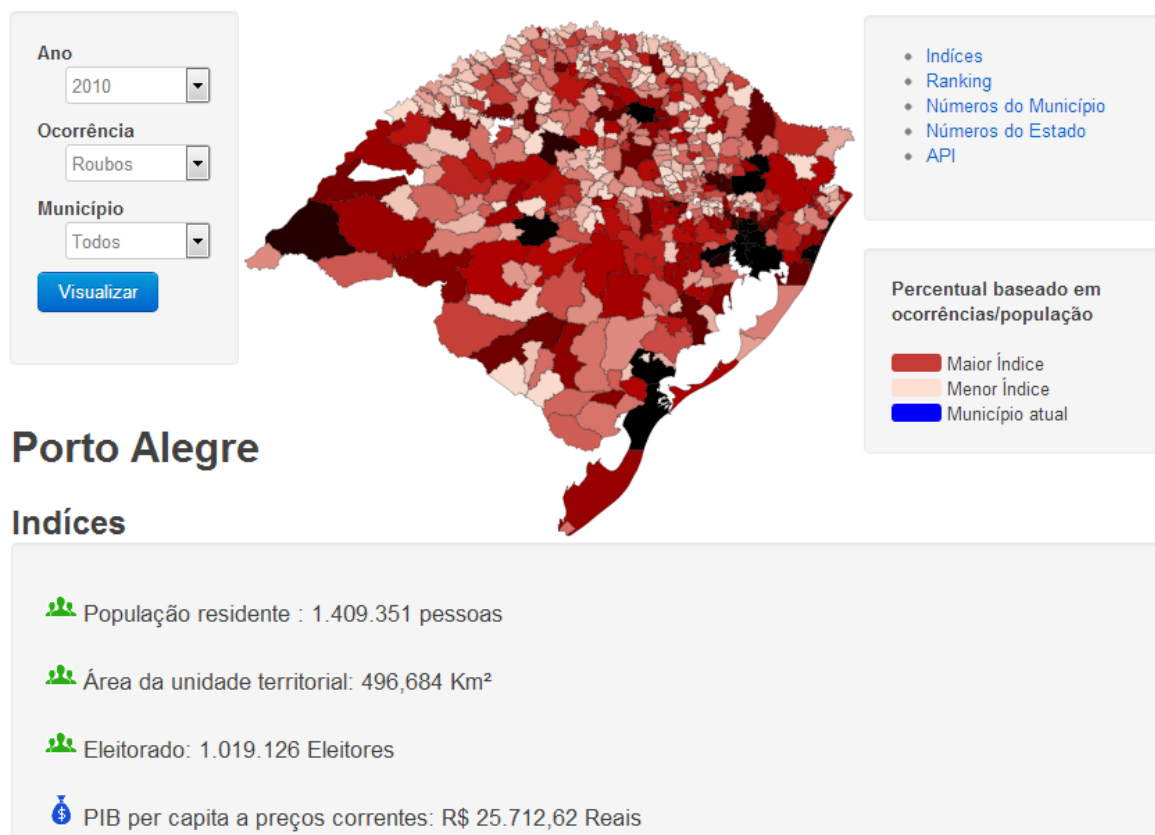 Ano
2010
Ocorrência
Roubos
Município
Todos
Visualizar
Indíces
Ranking
Números do Município
Números do Estado
API
Percentual baseado em
ocorrências/população
Maior Índice
Menor Índice
Município atual
Porto Alegre
Indíces
População residente : 1.409.351 pessoas
Área da unidade territorial: 496,684 Km²
Eleitorado: 1.019.126 Eleitores
PIB per capita a preços correntes: R$ 25.712,62 Reais